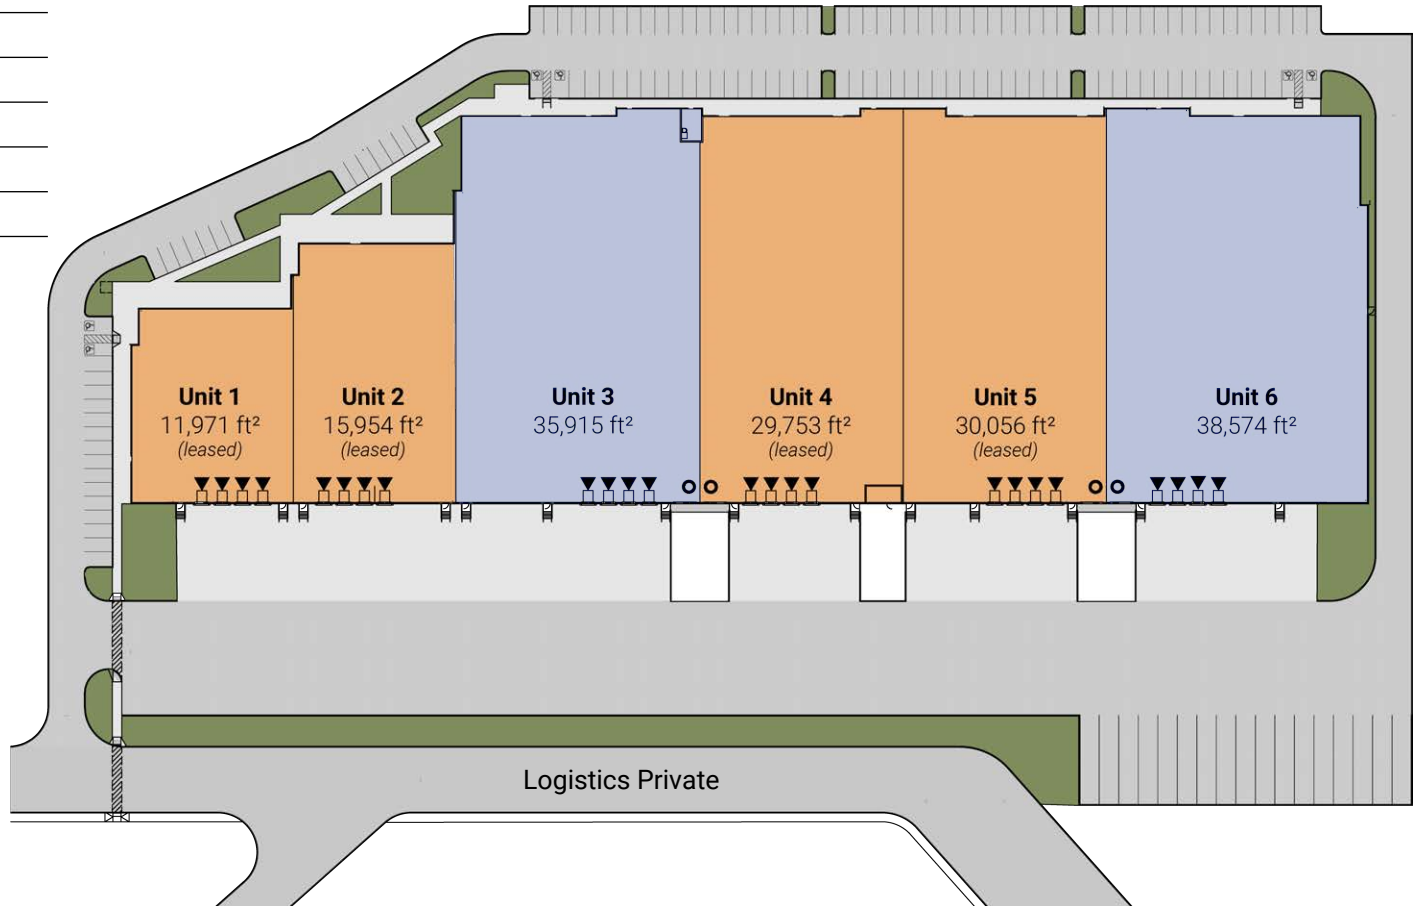 Unit 1
11,971 ft²
(leased)
Unit 2
15,954 ft²
(leased)
Unit 3
35,915 ft²
Unit 4
29,753 ft²
(leased)
Unit 5
30,056 ft²
(leased)
Unit 6
38,574 ft²
Logistics Private